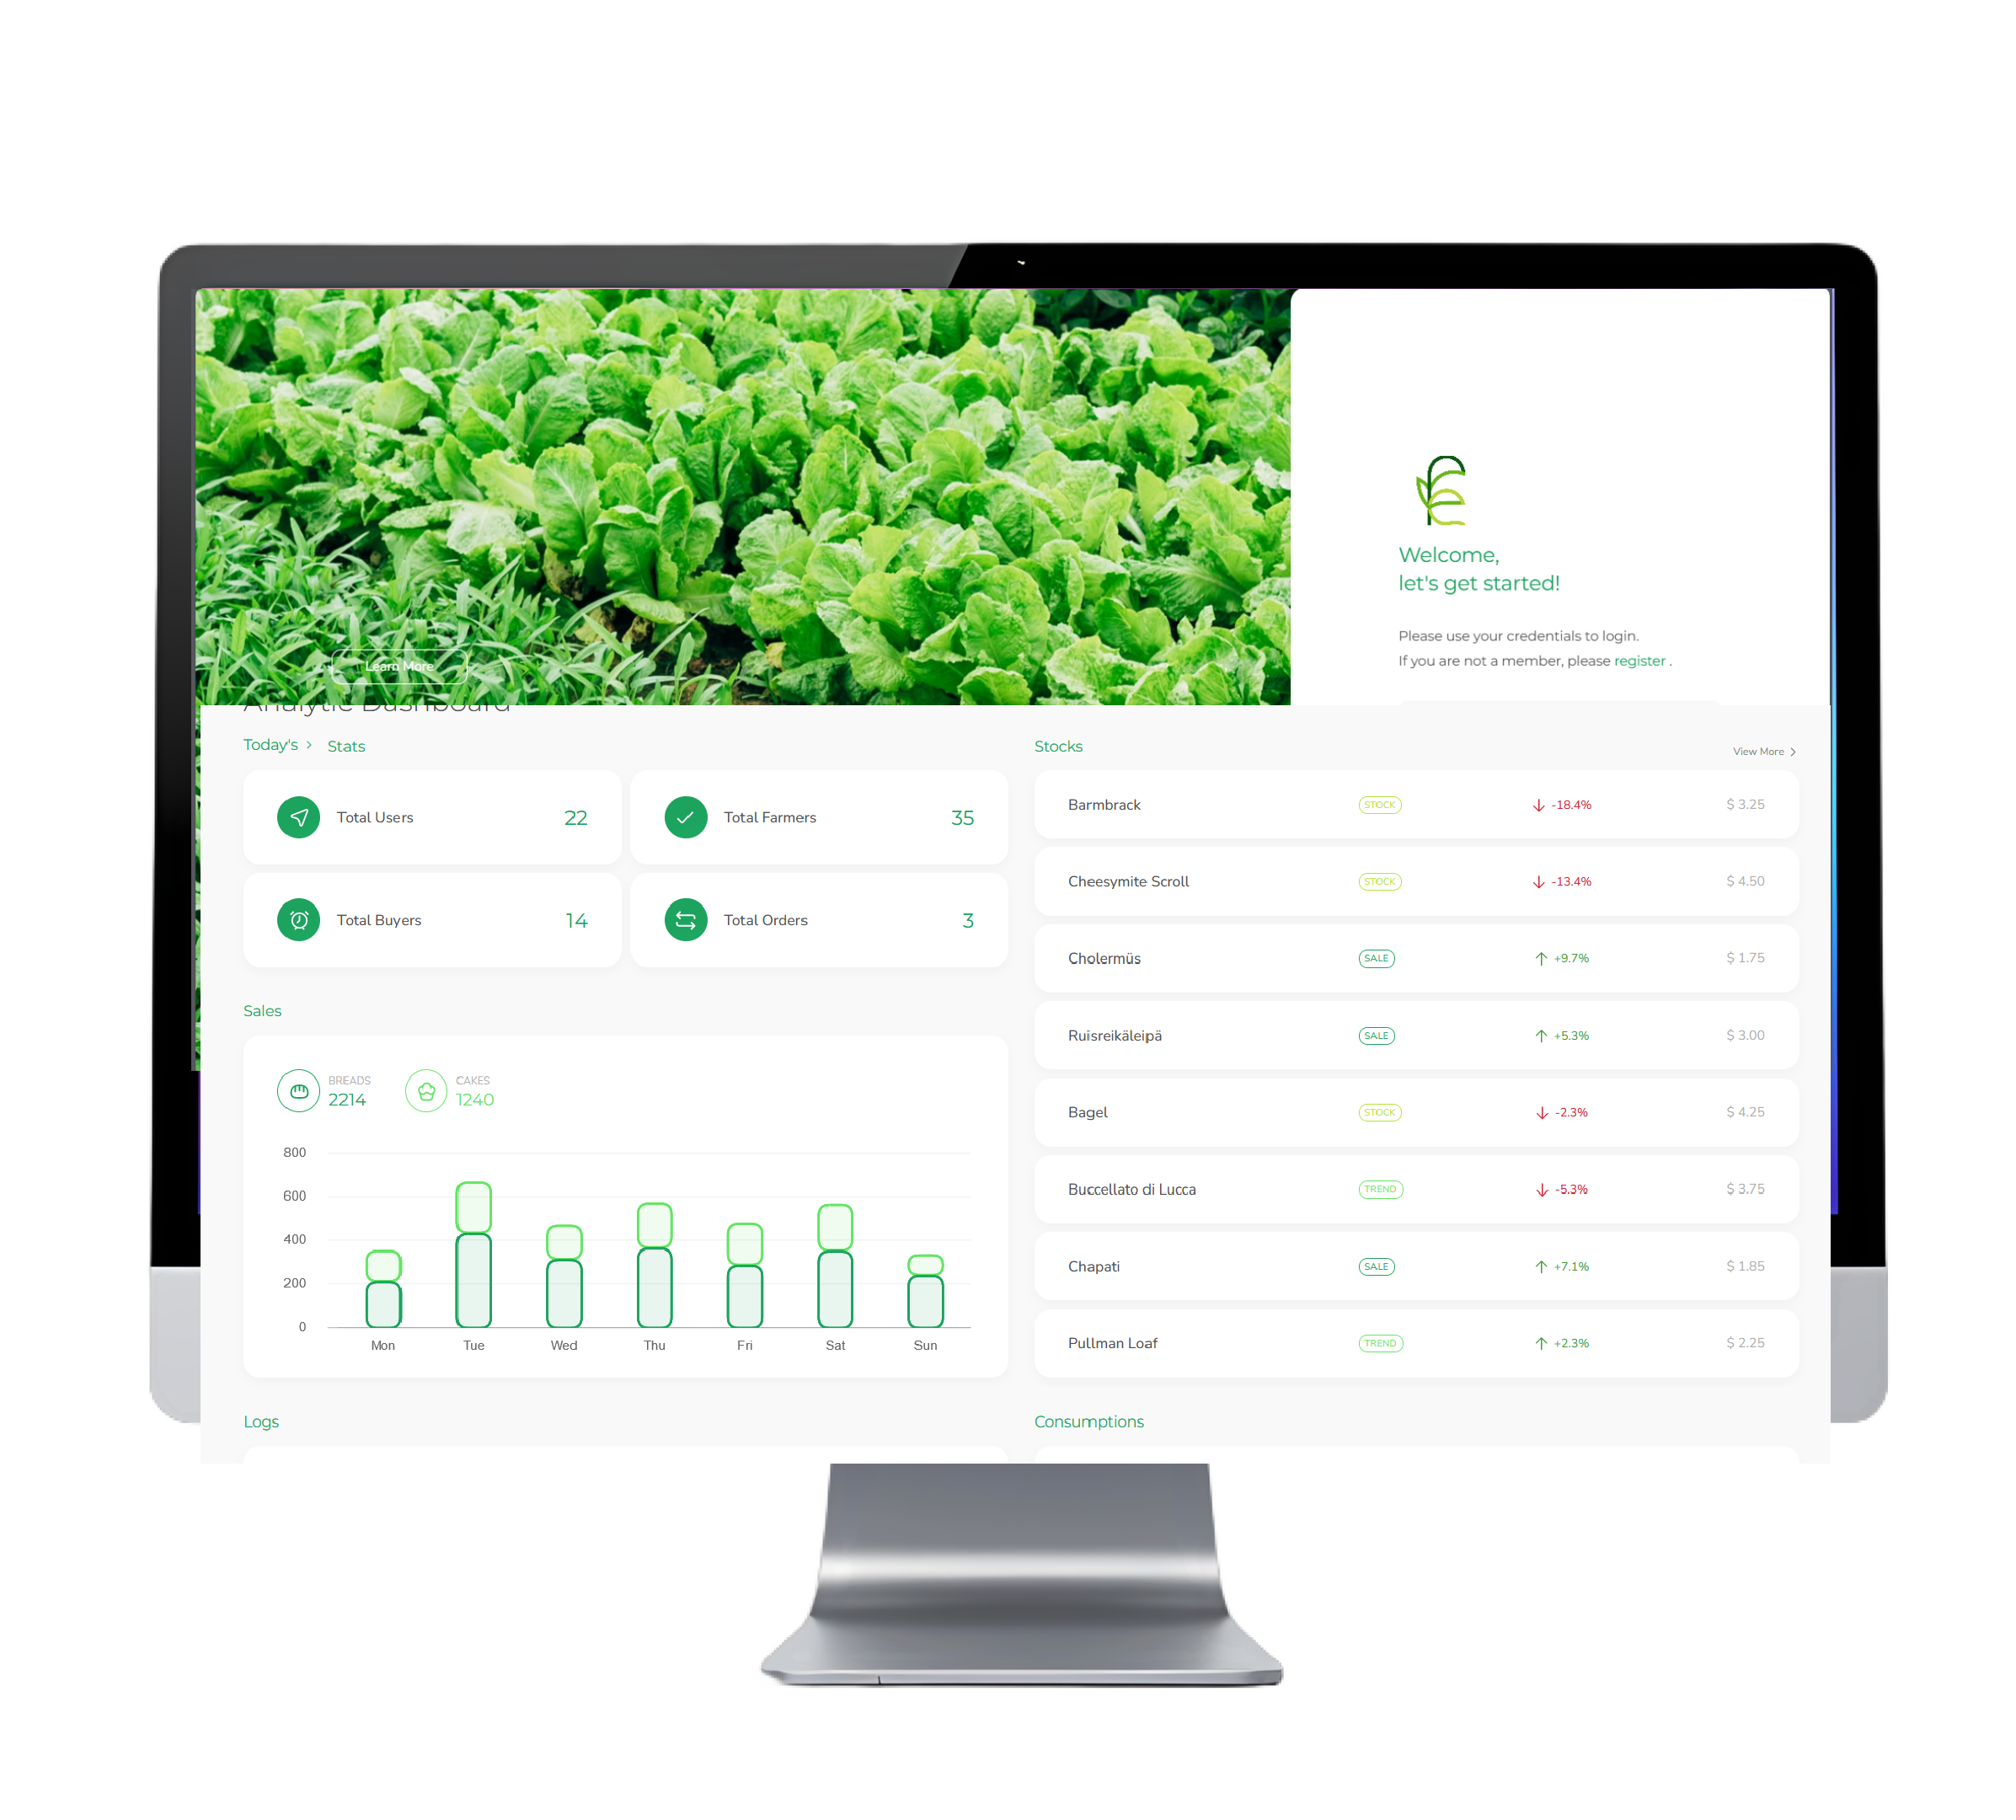 Welcome,
let's get started!
Please use your credentials to login.
If you are not a member, please register .
Learn More
Analytic Dashboard
Today's > Stats
Total Users 22
Total Farmers 35
Total Buyers 14
Total Orders 3
Sales
BREADS
2214
CAKES
1240
800
600
400
200
0
Mon Tue Wed Thu Fri Sat Sun
Stocks View More >
Barmbrack STOCK ↓ -18.4% $ 3.25
Cheesymite Scroll STOCK ↓ -13.4% $ 4.50
Cholermüs SALE ↑ +9.7% $ 1.75
Ruisreikäleipä SALE ↑ +5.3% $ 3.00
Bagel STOCK ↓ -2.3% $ 4.25
Buccellato di Lucca TREND ↓ -5.3% $ 3.75
Chapati SALE ↑ +7.1% $ 1.85
Pullman Loaf TREND ↑ +2.3% $ 2.25
Logs
Consumptions